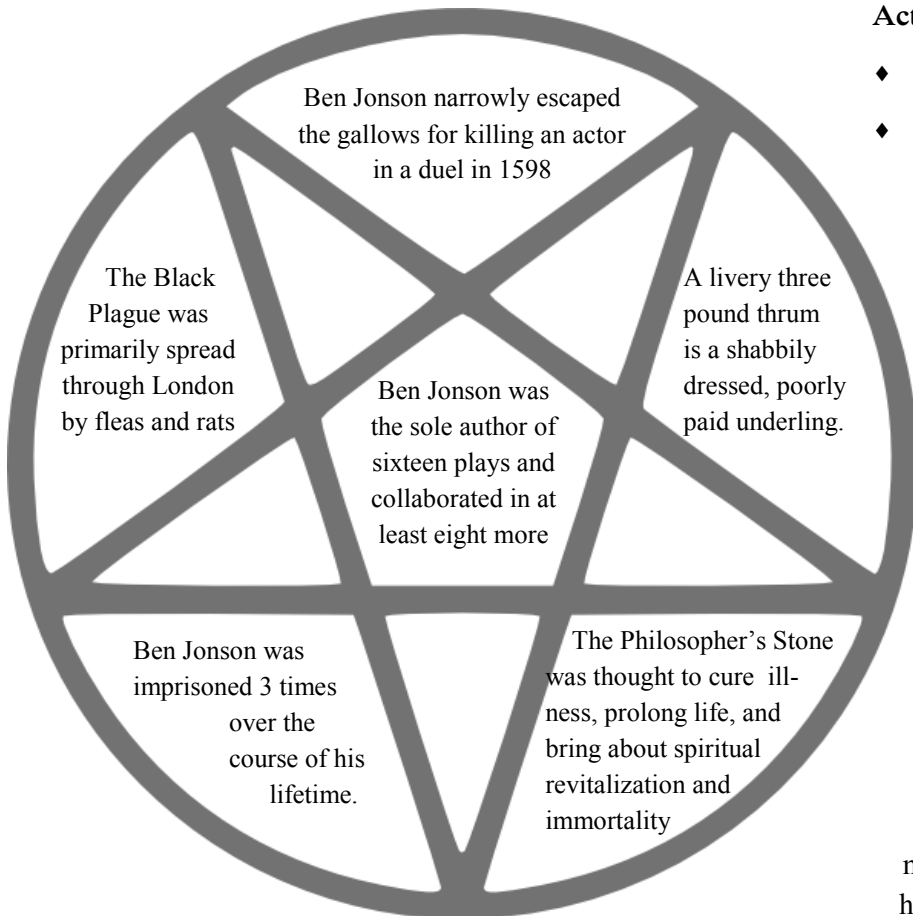 Ben Jonson narrowly escaped
the gallows for killing an actor
in a duel in 1598
The Black
Plague was
primarily spread
through London
by fleas and rats
A livery three
pound thrum
is a shabbily
dressed, poorly
paid underling.
Ben Jonson was
the sole author of
sixteen plays and
collaborated in at
least eight more
Ben Jonson was
imprisoned 3 times
over the
course of his
lifetime.
The Philosopher’s Stone
was thought to cure  ill-
ness, prolong life, and
bring about spiritual
revitalization and
immortality